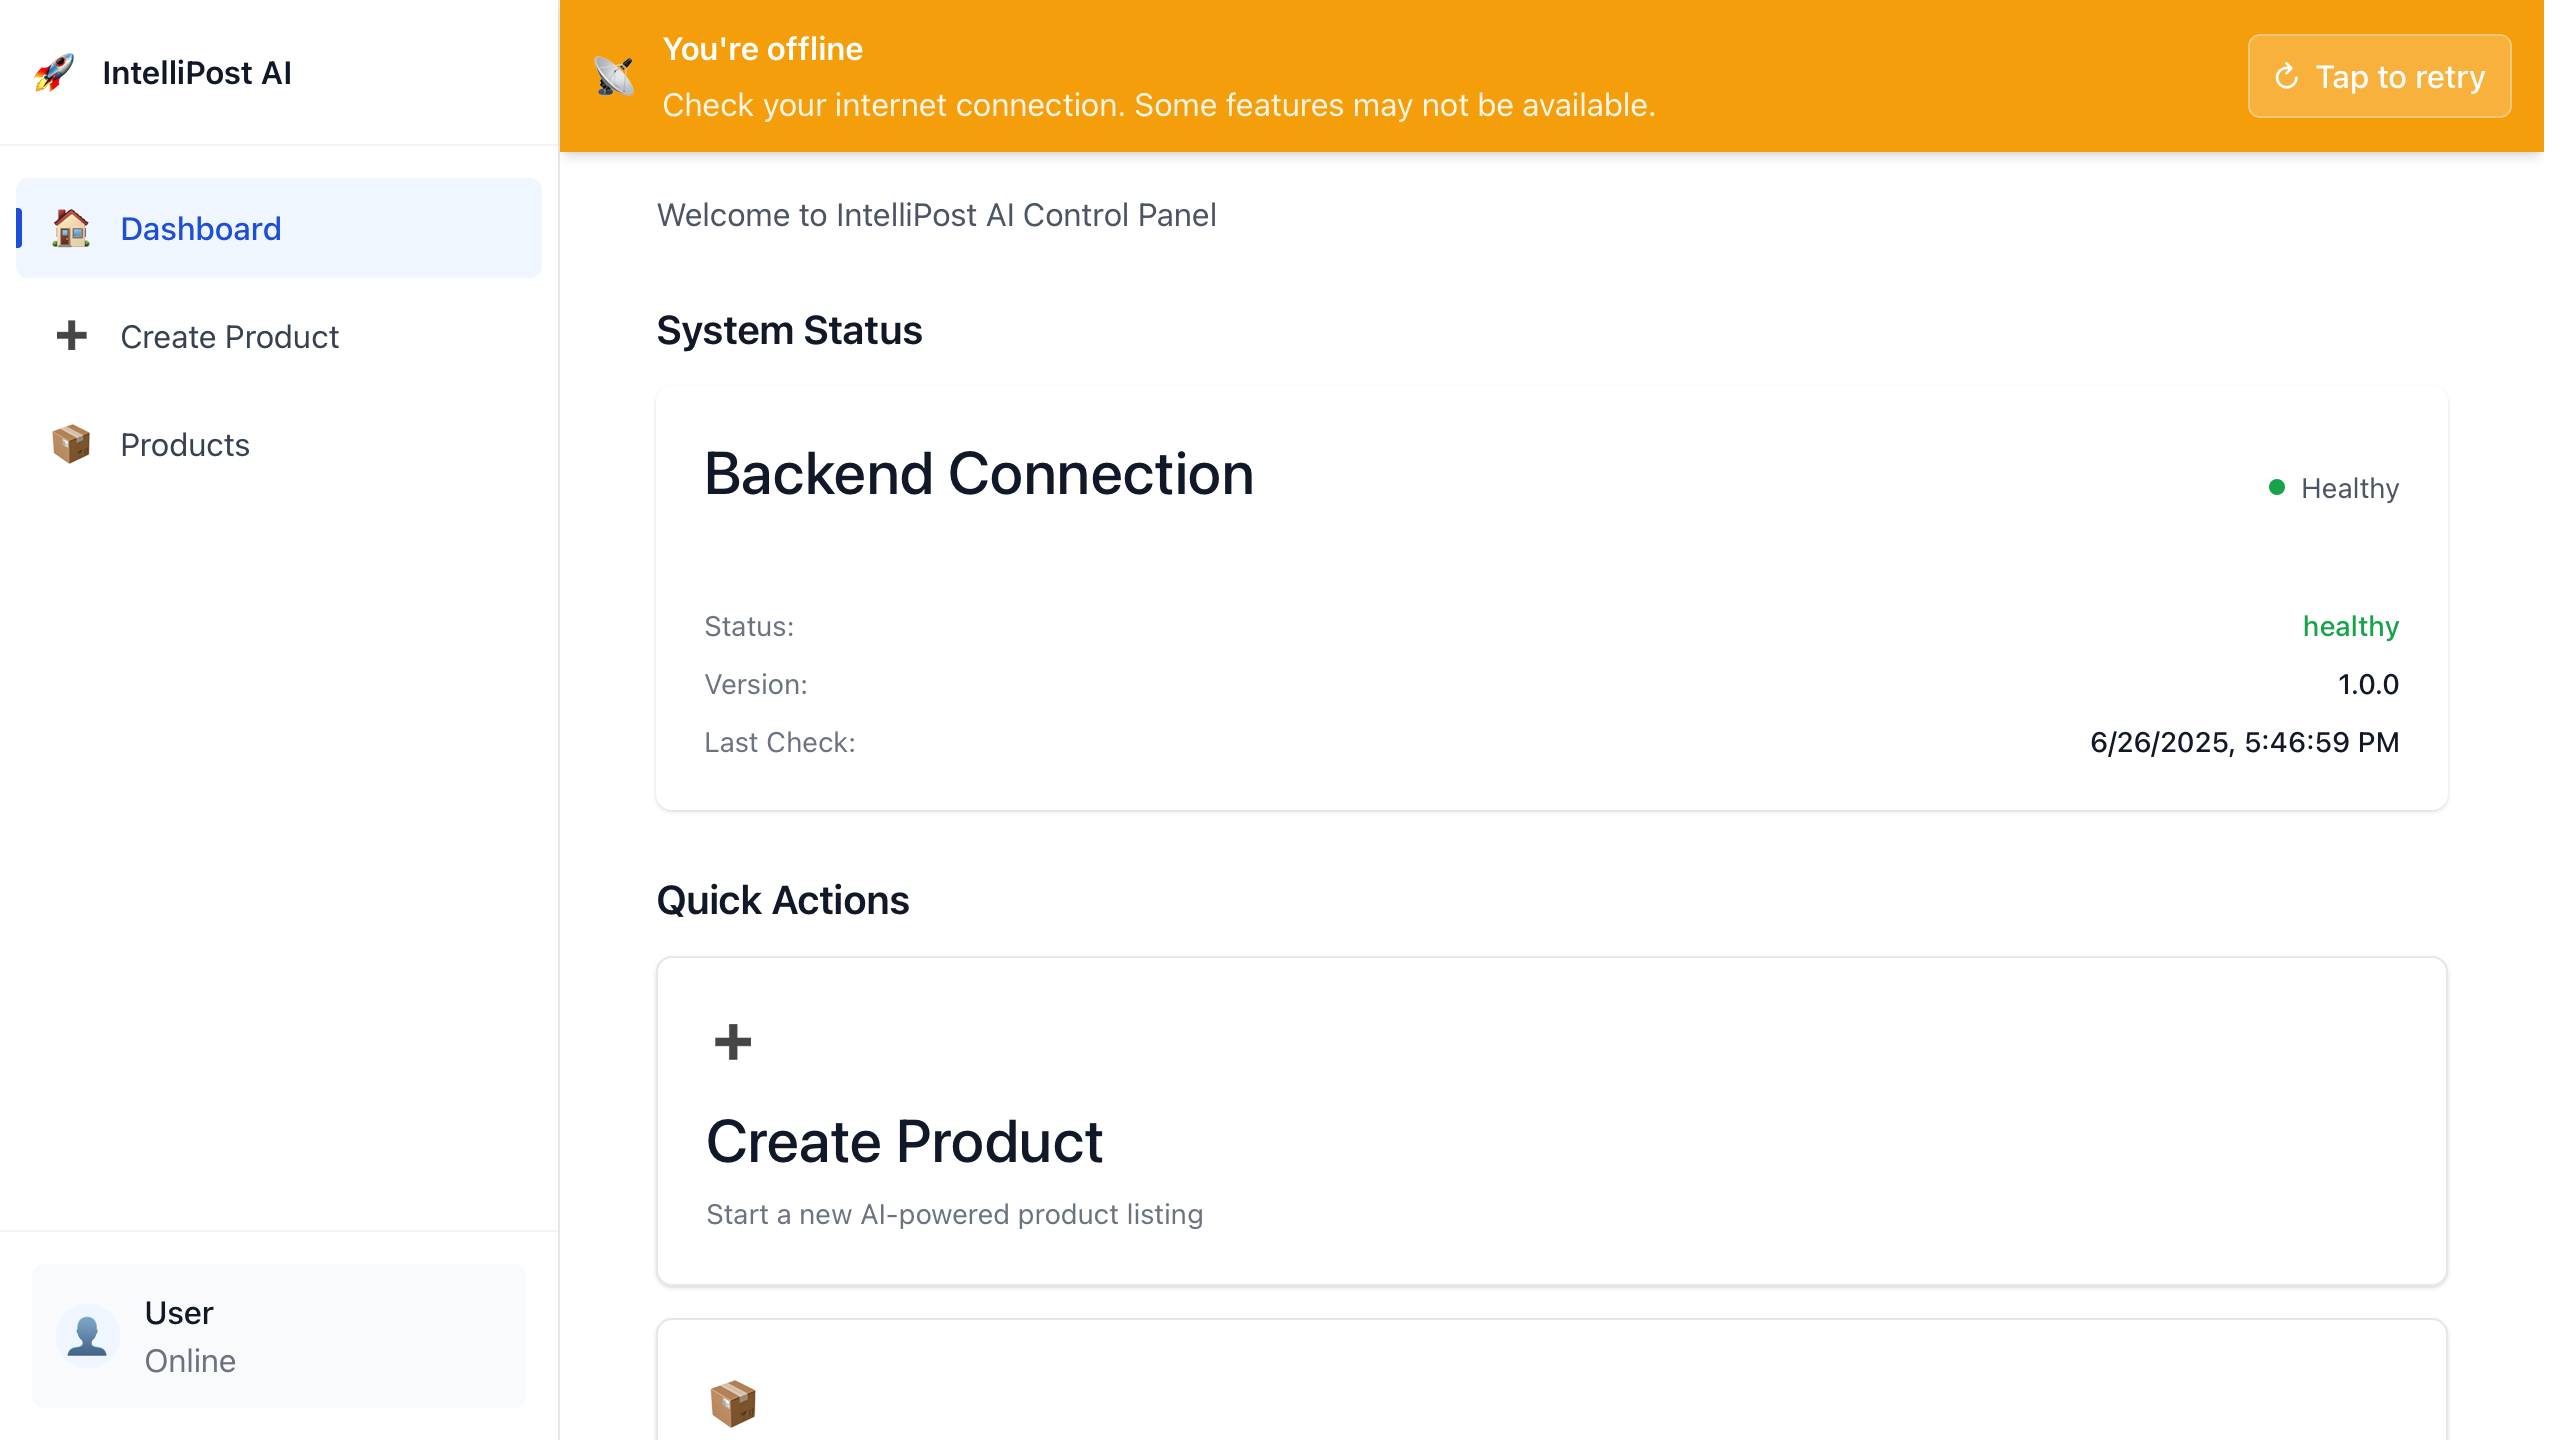 IntelliPost AI
Dashboard
Create Product
Products
User
Online
You're offline
Check your internet connection. Some features may not be available.
Tap to retry
Welcome to IntelliPost AI Control Panel
System Status
Backend Connection
Healthy
Status: healthy
Version: 1.0.0
Last Check: 6/26/2025, 5:46:59 PM
Quick Actions
Create Product
Start a new AI-powered product listing